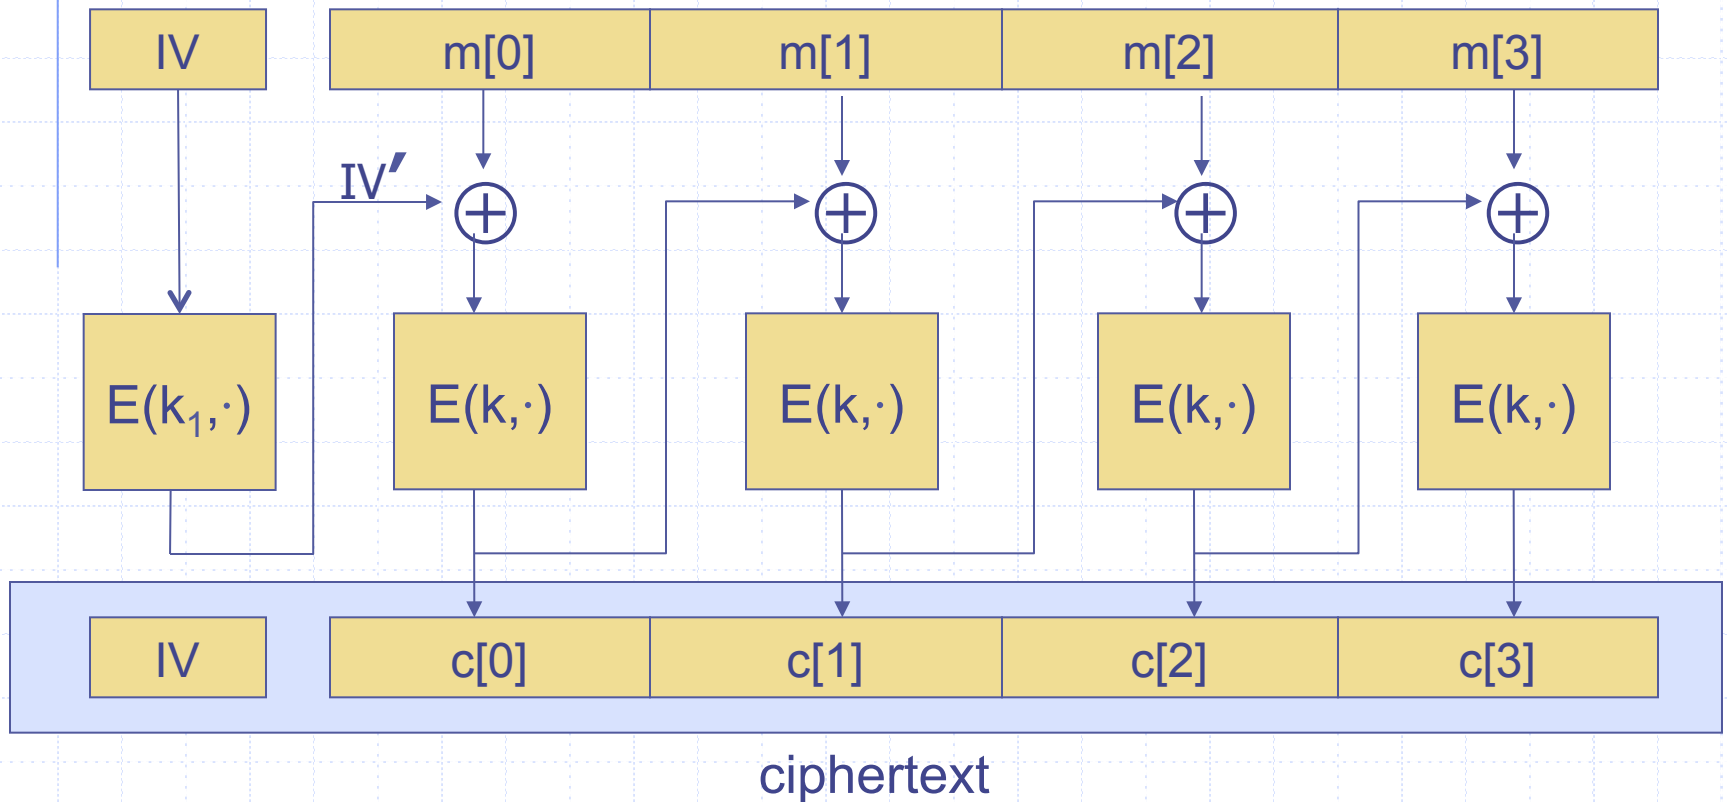 IV m[0] m[1] m[2] m[3]
IV′
E(k₁,·) E(k,·) E(k,·) E(k,·) E(k,·)
IV c[0] c[1] c[2] c[3]
ciphertext